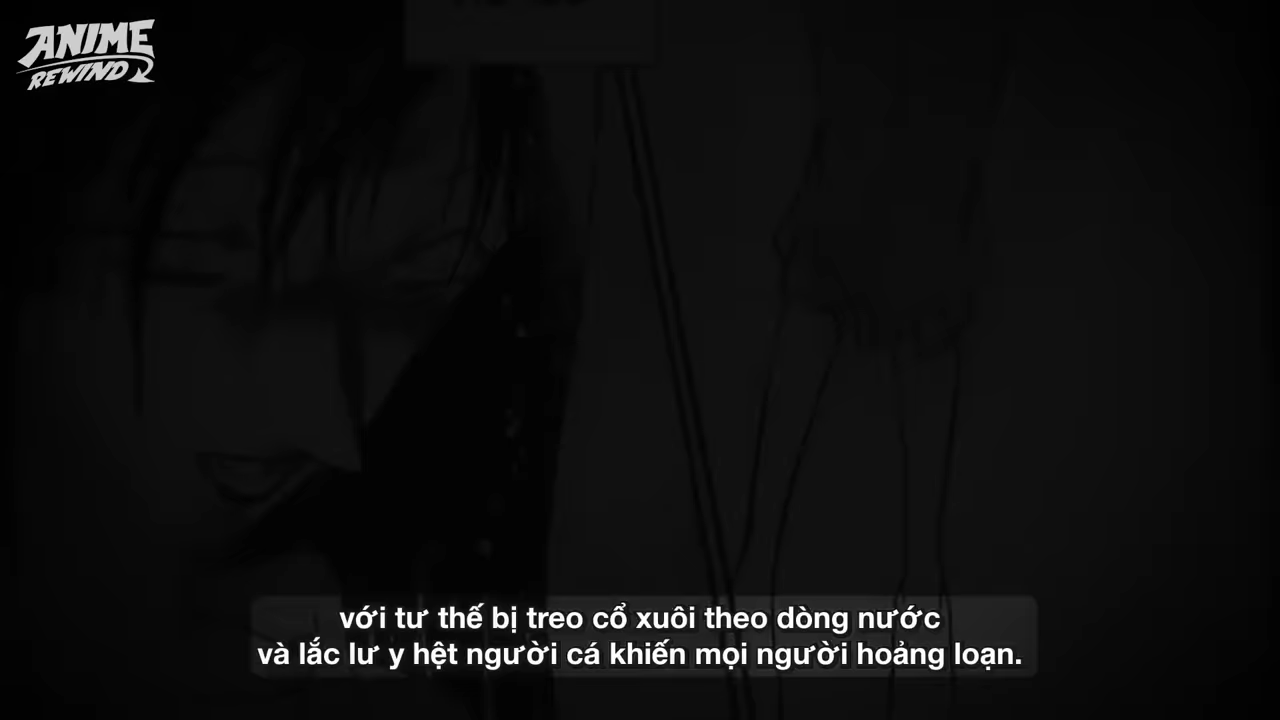 ANIME
REWIND
với tư thế bị treo cổ xuôi theo dòng nước
và lắc lư y hệt người cá khiến mọi người hoảng loạn.